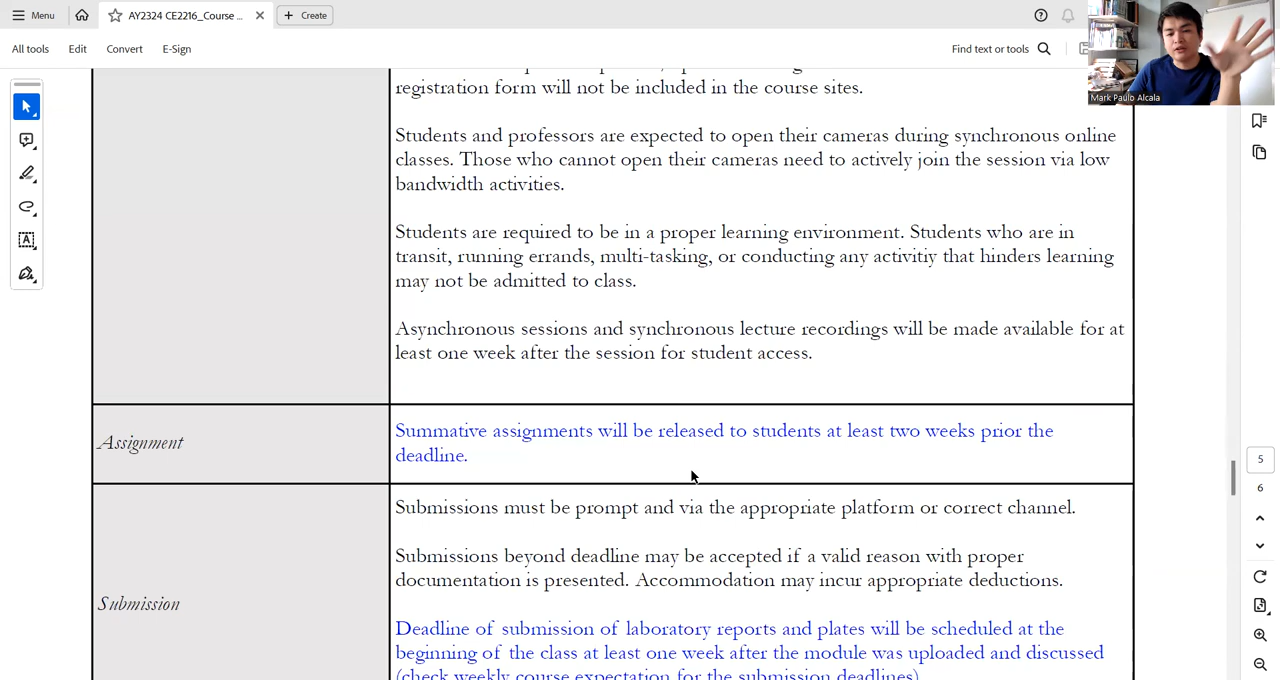 Menu
AY2324 CE2216_Course ...
Create
All tools
Edit
Convert
E-Sign
Find text or tools
Mark Paulo Alcala
registration form will not be included in the course sites.
Students and professors are expected to open their cameras during synchronous online
classes. Those who cannot open their cameras need to actively join the session via low
bandwidth activities.
Students are required to be in a proper learning environment. Students who are in
transit, running errands, multi-tasking, or conducting any activitiy that hinders learning
may not be admitted to class.
Asynchronous sessions and synchronous lecture recordings will be made available for at
least one week after the session for student access.
Assignment
Summative assignments will be released to students at least two weeks prior the
deadline.
Submission
Submissions must be prompt and via the appropriate platform or correct channel.
Submissions beyond deadline may be accepted if a valid reason with proper
documentation is presented. Accommodation may incur appropriate deductions.
Deadline of submission of laboratory reports and plates will be scheduled at the
beginning of the class at least one week after the module was uploaded and discussed
(check weekly course expectation for the submission deadlines)
5
6